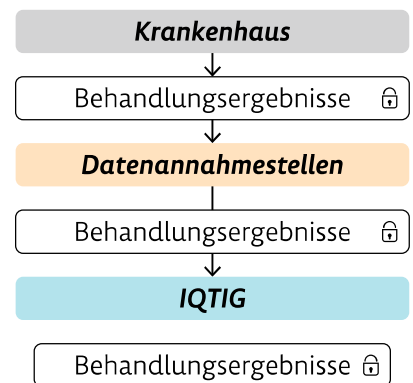 Krankenhaus
Behandlungsergebnisse
Datenannahmestellen
Behandlungsergebnisse
IQTIG
Behandlungsergebnisse